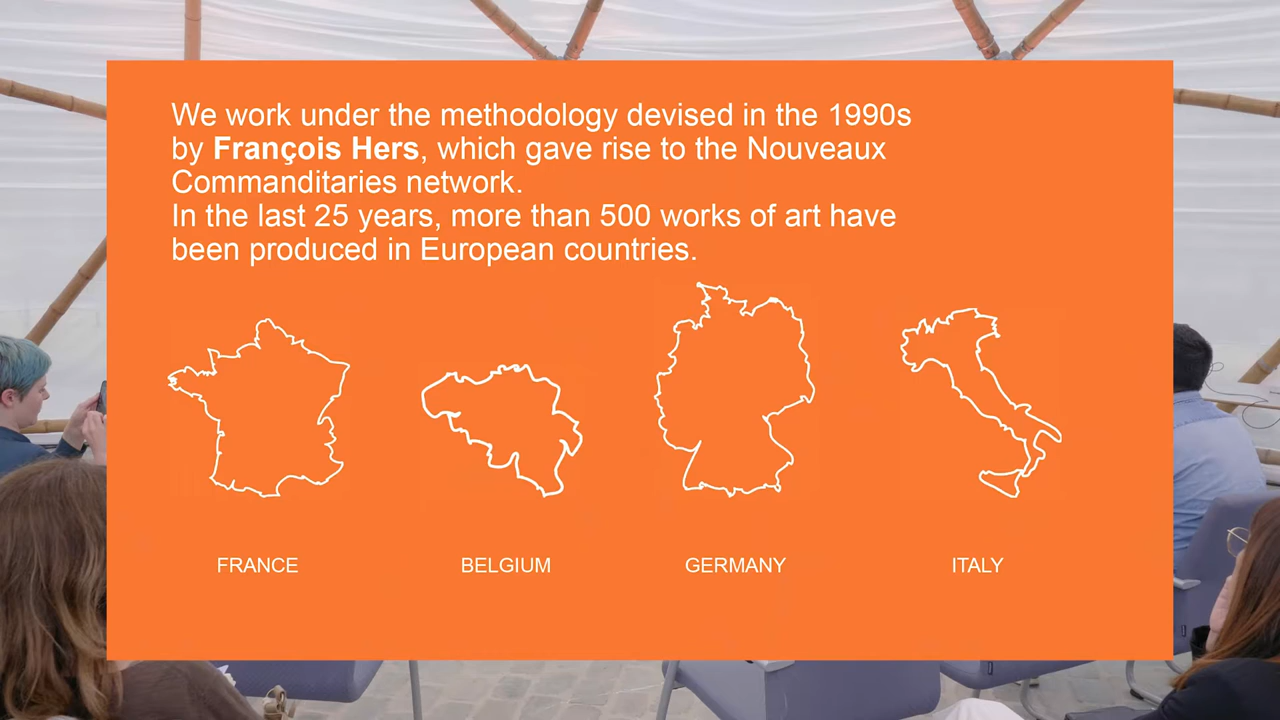 We work under the methodology devised in the 1990s
by François Hers, which gave rise to the Nouveaux
Commanditaries network.
In the last 25 years, more than 500 works of art have
been produced in European countries.
FRANCE
BELGIUM
GERMANY
ITALY